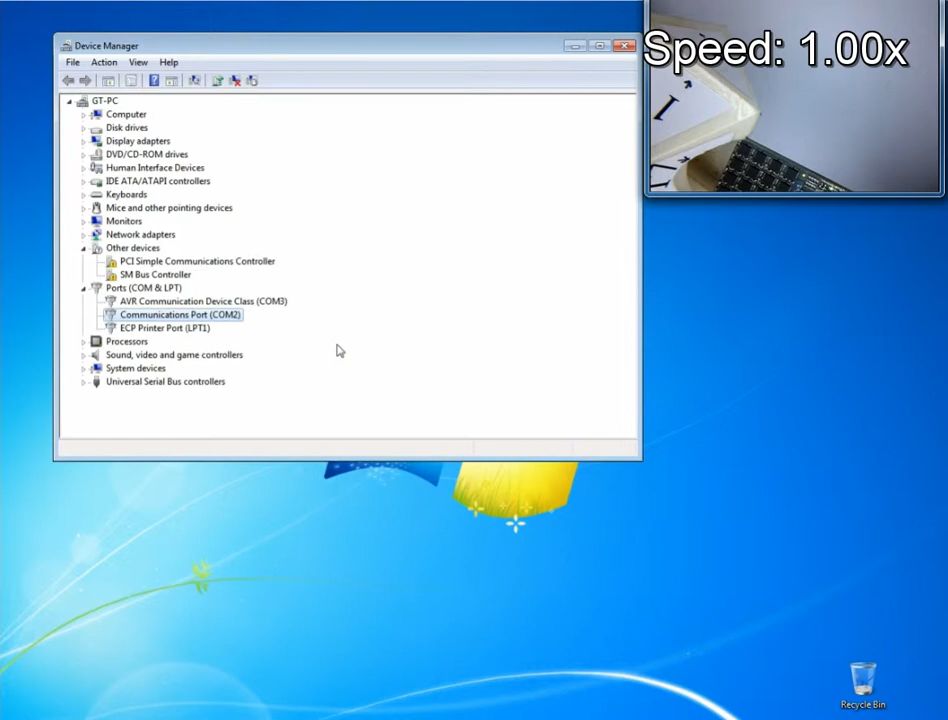 Device Manager
Speed: 1.00x
File Action View Help
GT-PC
Computer
Disk drives
Display adapters
DVD/CD-ROM drives
Human Interface Devices
IDE ATA/ATAPI controllers
Keyboards
Mice and other pointing devices
Monitors
Network adapters
Other devices
PCI Simple Communications Controller
SM Bus Controller
Ports (COM & LPT)
AVR Communication Device Class (COM3)
Communications Port (COM2)
ECP Printer Port (LPT1)
Processors
Sound, video and game controllers
System devices
Universal Serial Bus controllers
Recycle Bin